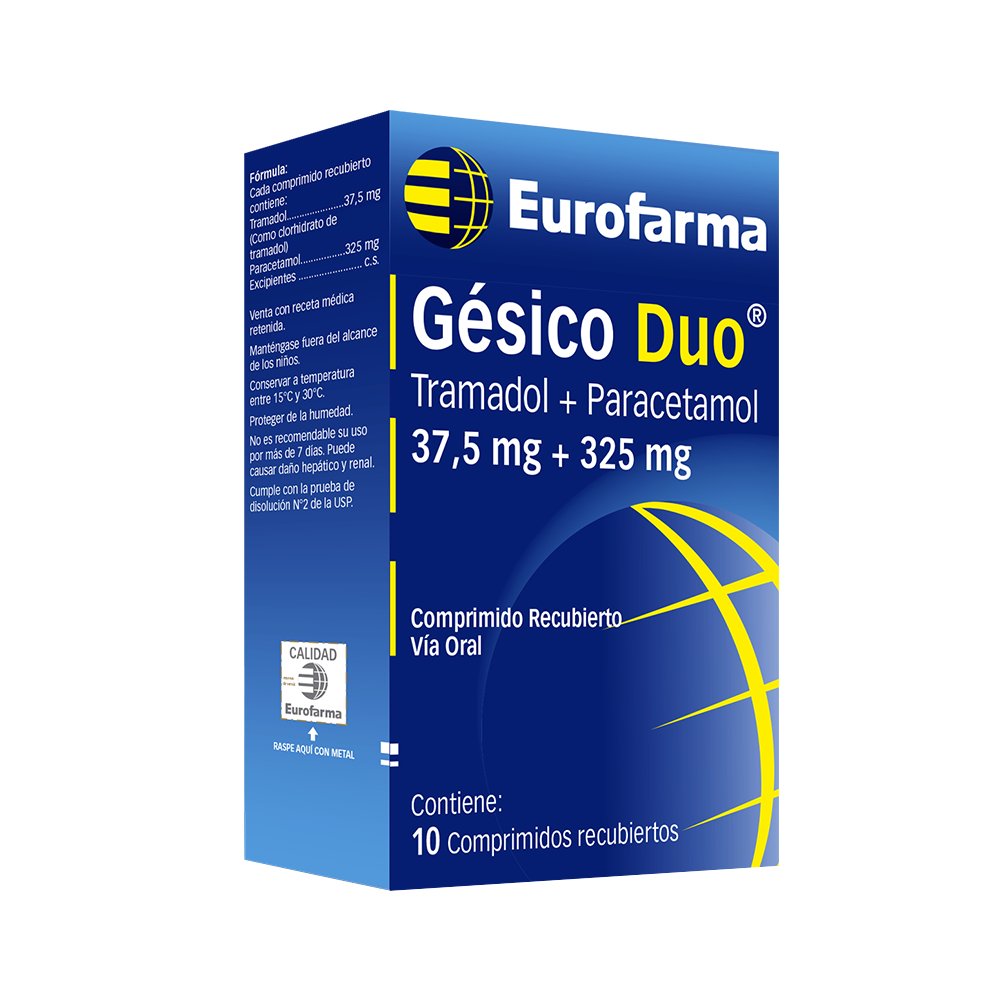 Fórmula:
Cada comprimido recubierto
contiene:
Tramadol.....................37,5 mg
(Como clorhidrato de
tramadol)
Paracetamol................325 mg
Excipientes ....................... c.s.
Venta con receta médica
retenida.
Manténgase fuera del alcance
de los niños.
Conservar a temperatura
entre 15°C y 30°C.
Proteger de la humedad.
No es recomendable su uso
por más de 7 días. Puede
causar daño hepático y renal.
Cumple con la prueba de
disolución N°2 de la USP.
CALIDAD
Eurofarma
RASPE AQUÍ CON METAL
Eurofarma
Gésico Duo®
Tramadol + Paracetamol
37,5 mg + 325 mg
Comprimido Recubierto
Vía Oral
Contiene:
10 Comprimidos recubiertos